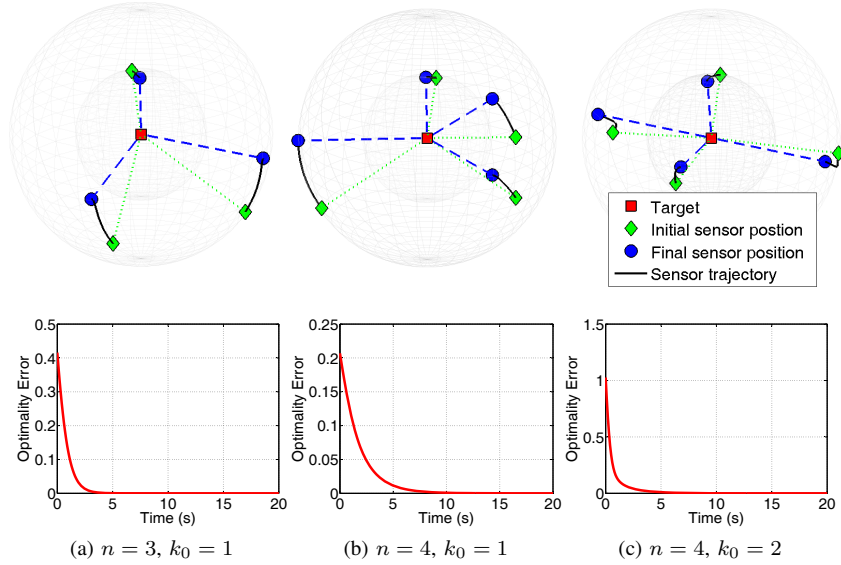 Target
Initial sensor postion
Final sensor position
Sensor trajectory
0.5
0.4
0.3
0.2
0.1
0
0 5 10 15 20
Optimality Error
Time (s)
0.25
0.2
0.15
0.1
0.05
0
0 5 10 15 20
Optimality Error
Time (s)
1.5
1
0.5
0
0 5 10 15 20
Optimality Error
Time (s)
(a) n = 3, k₀ = 1
(b) n = 4, k₀ = 1
(c) n = 4, k₀ = 2